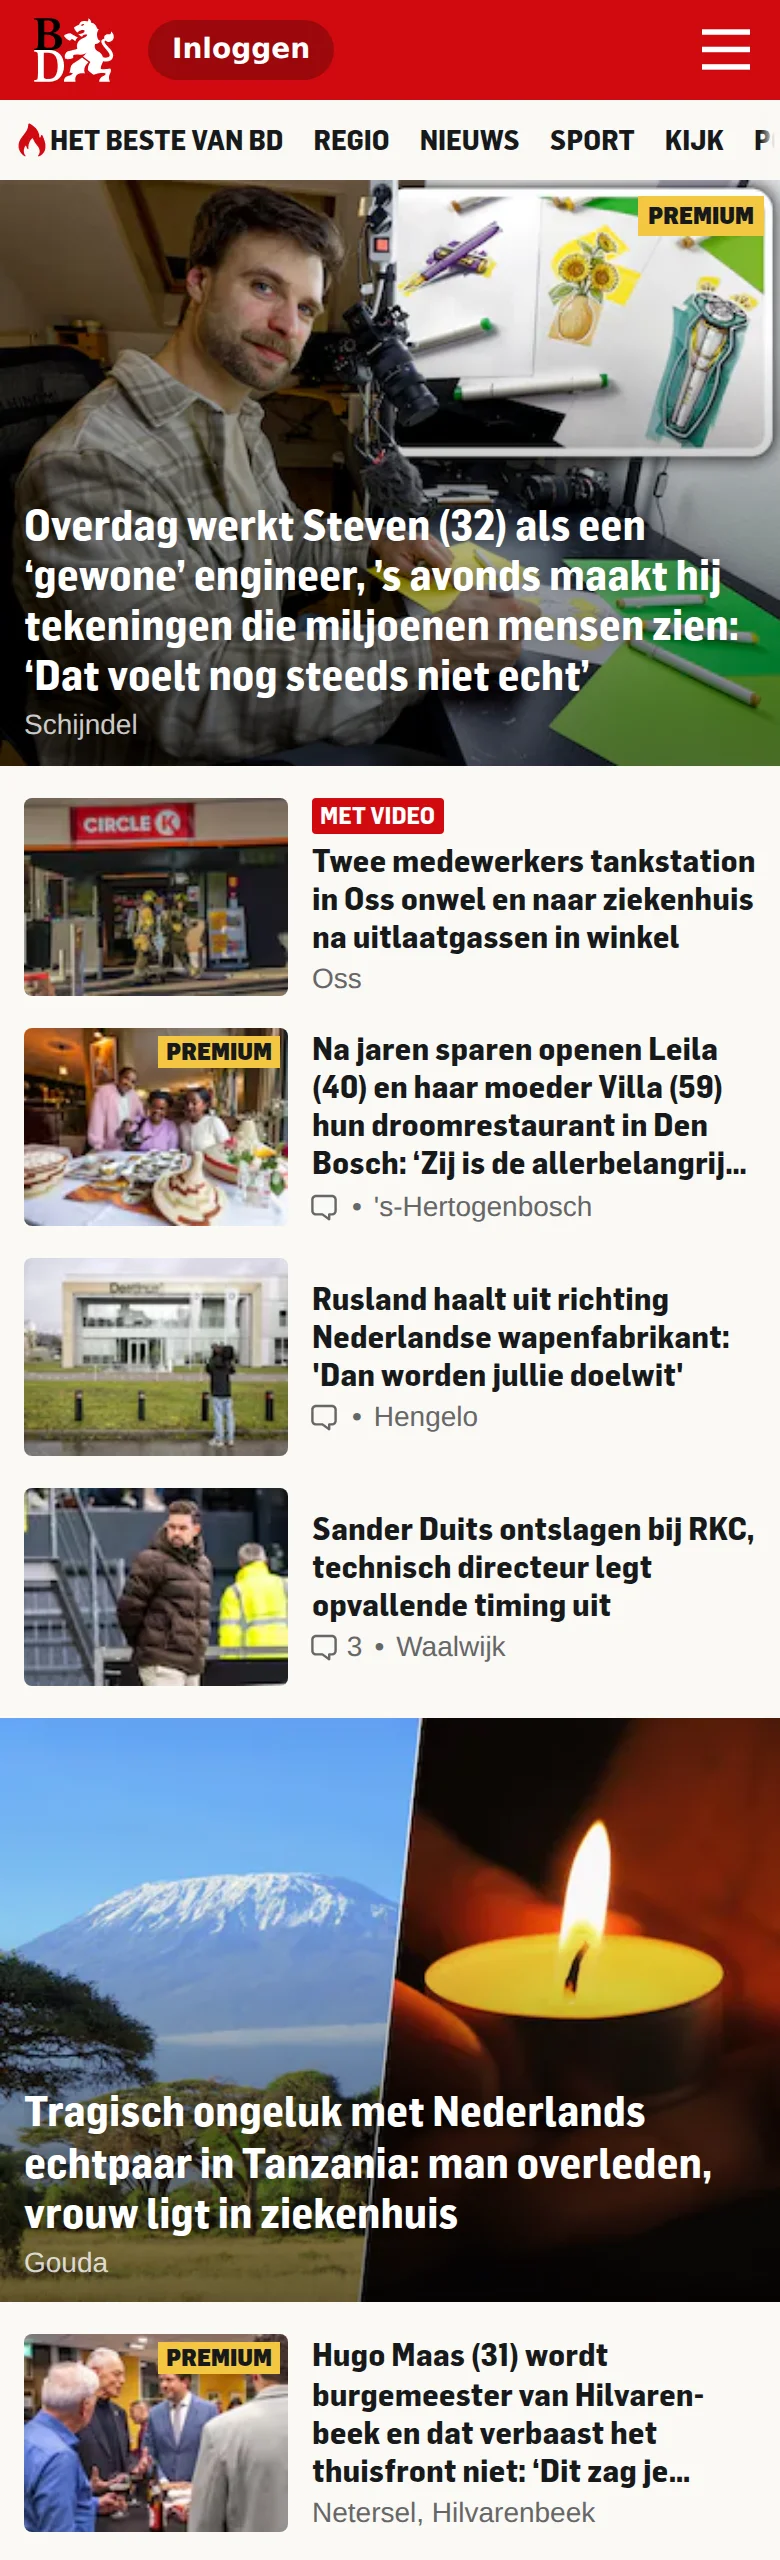 B
D
Inloggen
HET BESTE VAN BD REGIO NIEUWS SPORT KIJK
PREMIUM
Overdag werkt Steven (32) als een
‘gewone’ engineer, ’s avonds maakt hij
tekeningen die miljoenen mensen zien:
‘Dat voelt nog steeds niet echt’
Schijndel
CIRCLE K
MET VIDEO
Twee medewerkers tankstation
in Oss onwel en naar ziekenhuis
na uitlaatgassen in winkel
Oss
PREMIUM
Na jaren sparen openen Leila
(40) en haar moeder Villa (59)
hun droomrestaurant in Den
Bosch: ‘Zij is de allerbelangrij...
• 's-Hertogenbosch
Rusland haalt uit richting
Nederlandse wapenfabrikant:
'Dan worden jullie doelwit'
• Hengelo
Sander Duits ontslagen bij RKC,
technisch directeur legt
opvallende timing uit
3 • Waalwijk
Tragisch ongeluk met Nederlands
echtpaar in Tanzania: man overleden,
vrouw ligt in ziekenhuis
Gouda
PREMIUM
Hugo Maas (31) wordt
burgemeester van Hilvaren-
beek en dat verbaast het
thuisfront niet: ‘Dit zag je...
Netersel, Hilvarenbeek